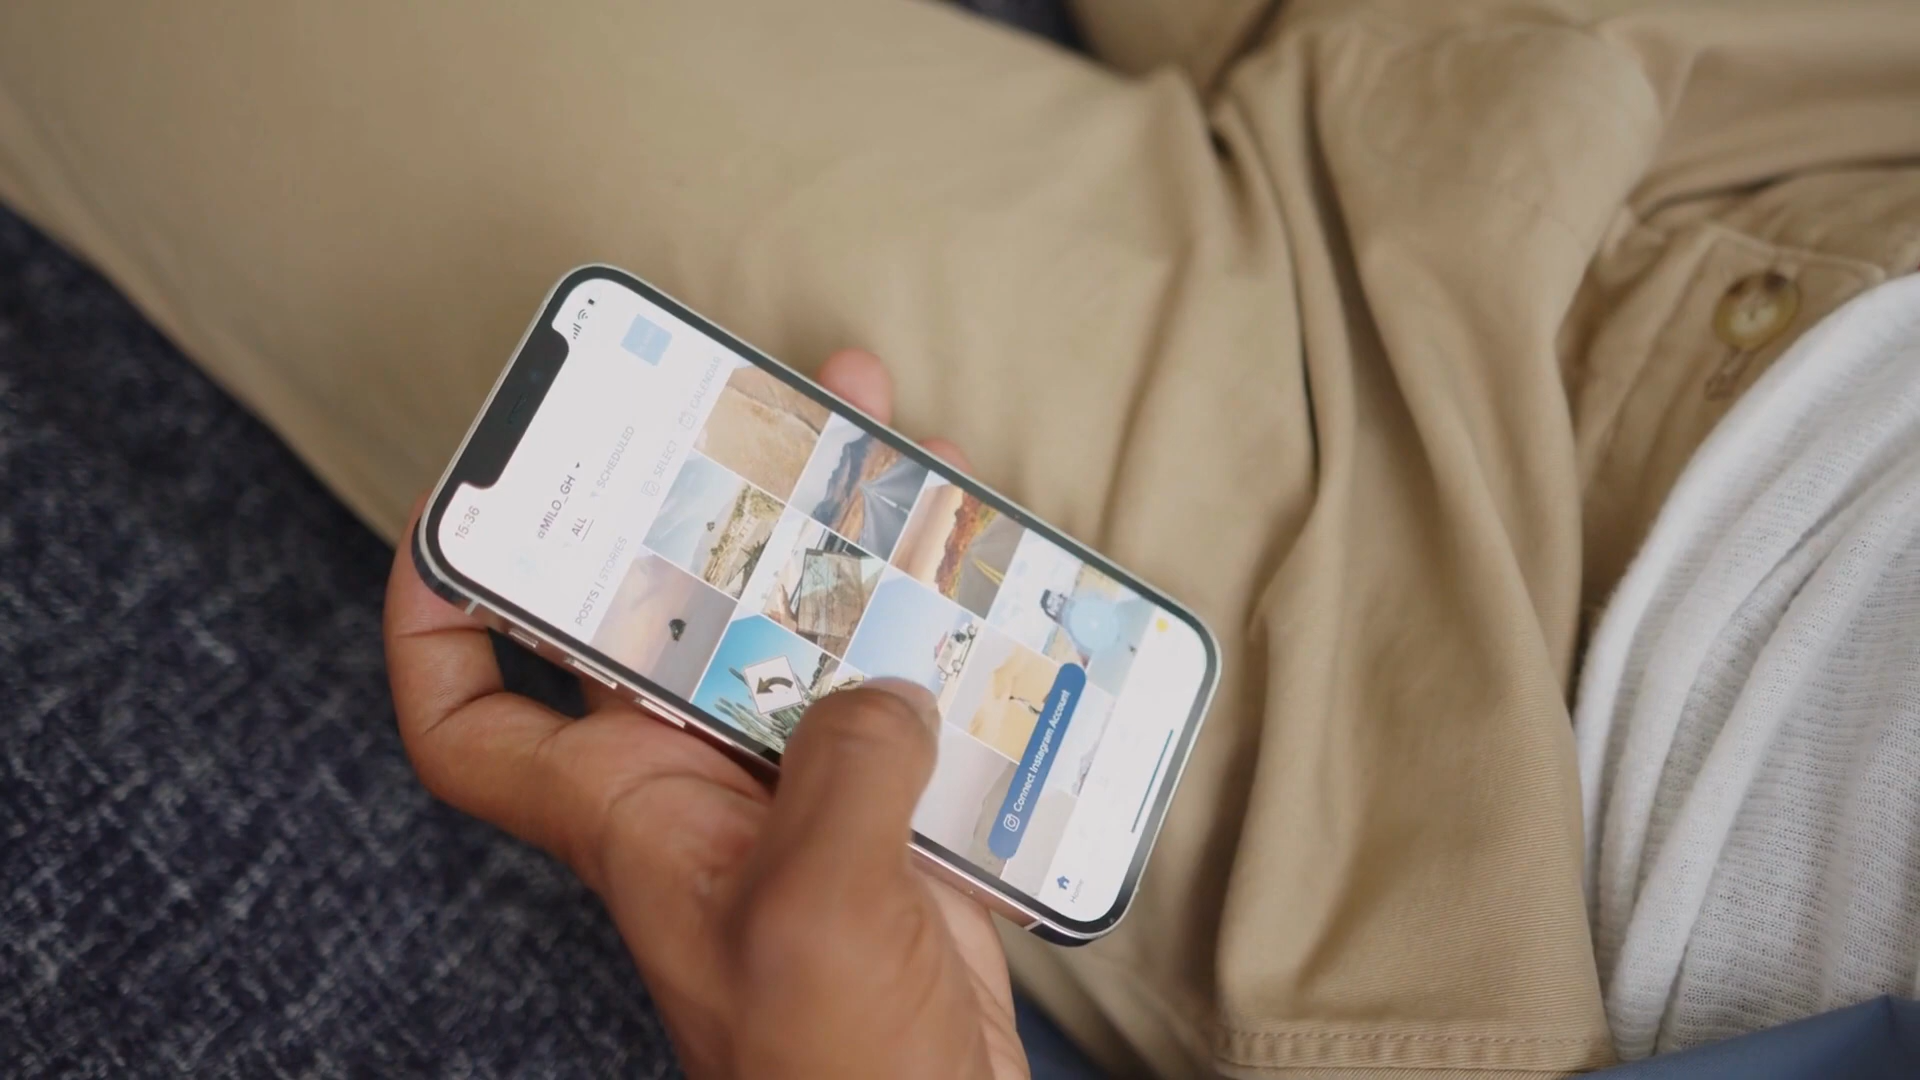 15:36
@MILO_GH
ALL SCHEDULED
POSTS | STORIES SELECT CALENDAR
Connect Instagram Account
Home